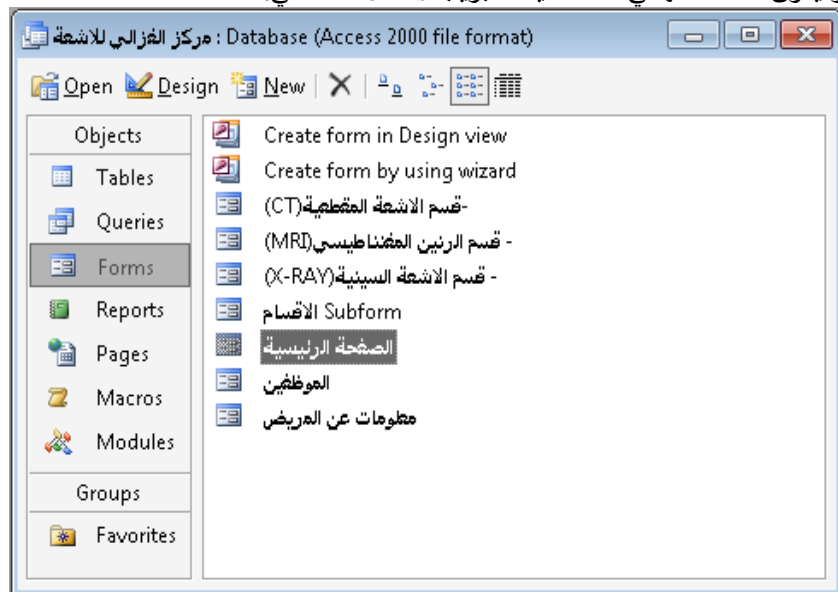 مركز الغزالي للاشعة : Database (Access 2000 file format)
Open Design New
Objects
Tables
Queries
Forms
Reports
Pages
Macros
Modules
Groups
Favorites
Create form in Design view
Create form by using wizard
-قسم الاشعة المقطعية(CT)
- قسم الرنين المغناطيسي(MRI)
- قسم الاشعة السينية(X-RAY)
الاقسام Subform
الصفحة الرئيسية
الموظفين
معلومات عن المريض